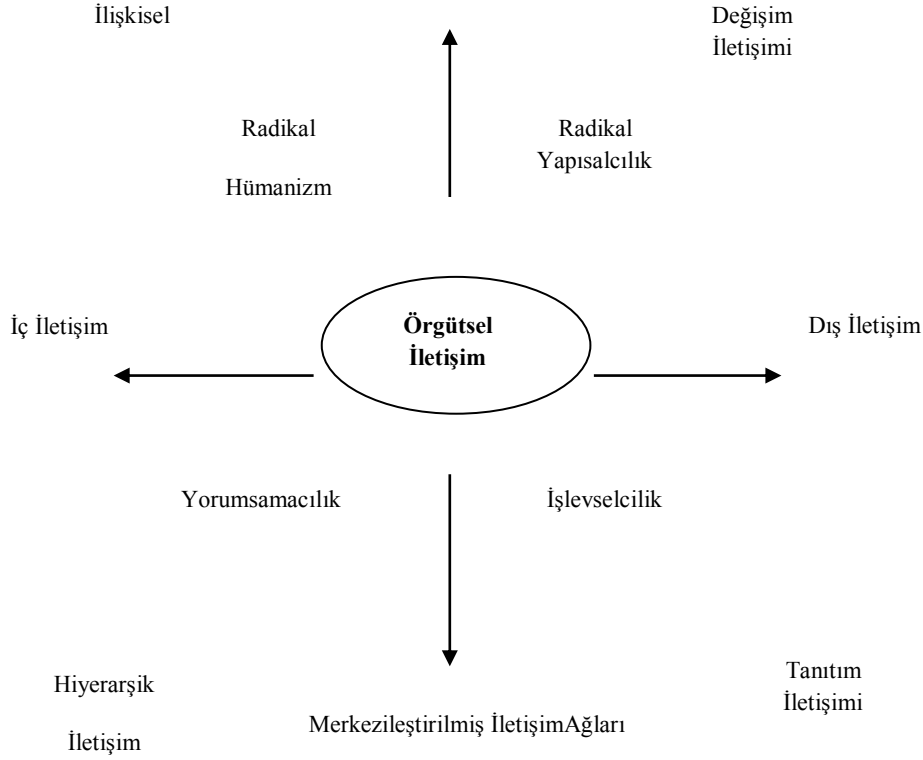 İlişkisel
Değişim
İletişimi
Radikal
Hümanizm
Radikal
Yapısalcılık
İç İletişim
Örgütsel
İletişim
Dış İletişim
Yorumsamacılık
İşlevselcilik
Hiyerarşik
İletişim
Merkezileştirilmiş İletişimAğları
Tanıtım
İletişimi